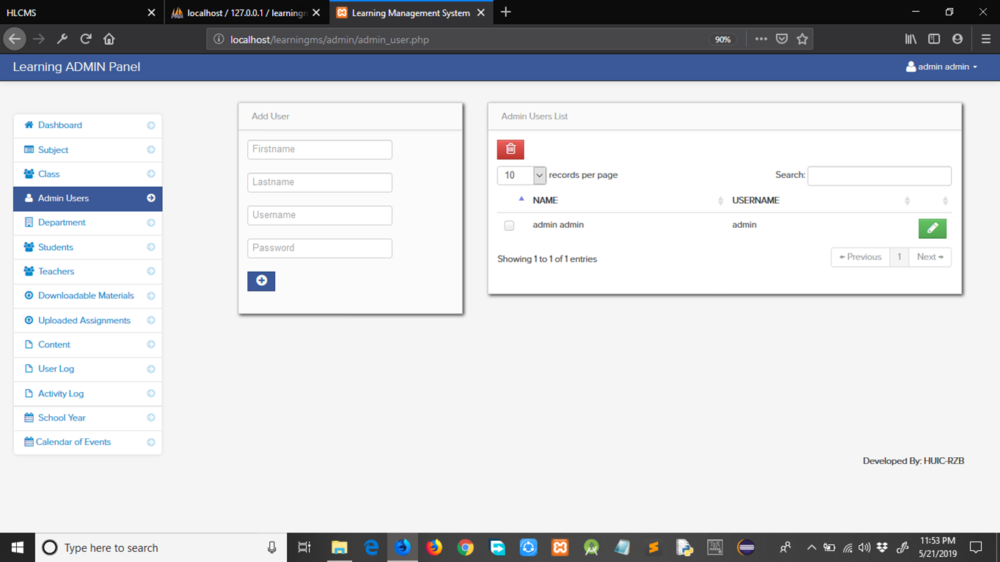 HLCMS
localhost / 127.0.0.1 / learningm
Learning Management System
localhost/learningms/admin/admin_user.php
90%
Learning ADMIN Panel
admin admin
Dashboard
Subject
Class
Admin Users
Department
Students
Teachers
Downloadable Materials
Uploaded Assignments
Content
User Log
Activity Log
School Year
Calendar of Events
Add User
Firstname
Lastname
Username
Password
Admin Users List
10 records per page
Search:
NAME USERNAME
admin admin admin
Showing 1 to 1 of 1 entries
Previous 1 Next
Developed By: HUIC-RZB
Type here to search
11:53 PM
5/21/2019